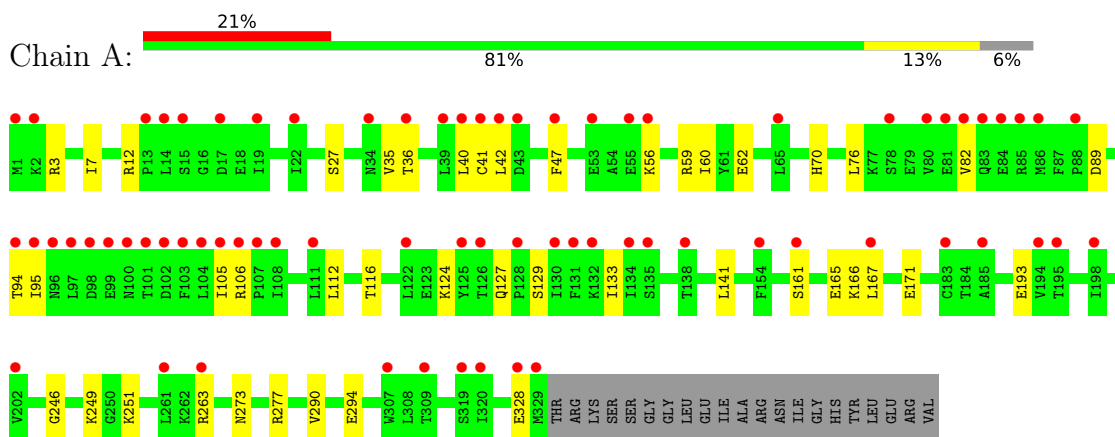 21%
Chain A:
81% 13% 6%
M1 K2 R3 I7 R12 P13 L14 S15 G16 D17 E18 I19 I22 S27 N34 V35 T36 L39 L40 C41 L42 D43 F47 E53 A54 E55 K56 R59 I60 Y61 E62 L65 H70 L76 K77 S78 E79 V80 E81 V82 Q83 E84 R85 M86 F87 P88 D89
T94 I95 N96 L97 D98 E99 N100 T101 D102 F103 L104 I105 R106 P107 I108 L111 L112 T116 L122 E123 K124 Y125 T126 Q127 P128 S129 I130 F131 K132 I133 I134 S135 T138 L141 F154 S161 E165 K166 L167 E171 C183 T184 A185 E193 V194 T195 I198
V202 G246 K249 G250 K251 L261 K262 R263 N273 R277 V290 E294 W307 L308 T309 S319 I320 E328 M329 THR ARG LYS SER SER GLY GLY LEU GLU ILE ALA ARG ASN ILE GLY HIS TYR LEU GLU ARG VAL